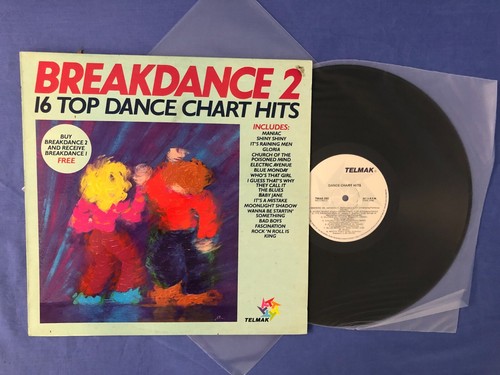 BREAKDANCE 2
16 TOP DANCE CHART HITS
BUY
BREAKDANCE 2
AND RECEIVE
BREAKDANCE 1
FREE
INCLUDES:
MANIAC
SHINY SHINY
IT'S RAINING MEN
GLORIA
CHURCH OF THE
POISONED MIND
ELECTRIC AVENUE
BLUE MONDAY
WHO'S THAT GIRL
I GUESS THAT'S WHY
THEY CALL IT
THE BLUES
BABY JANE
IT'S A MISTAKE
MOONLIGHT SHADOW
WANNA BE STARTIN'
SOMETHING
BAD BOYS
FASCINATION
ROCK 'N ROLL IS
KING
TELMAK
TELMAK
DANCE CHART HITS